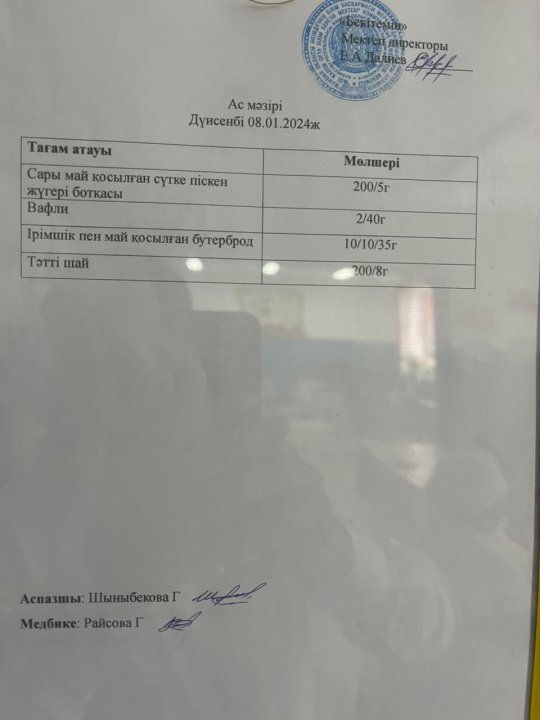 «Бекітемін»
Мектеп директоры
Е.А Далиев
Ас мәзірі
Дүисенбі 08.01.2024ж
Тағам атауы
Мөлшері
Сары май қосылған сүтке піскен
жүгері ботқасы
200/5г
Вафли
2/40г
Ірімшік пен май қосылған бутерброд
10/10/35г
Тәтті шай
200/8г
Аспазшы: Шыныбекова Г
Медбике: Райсова Г